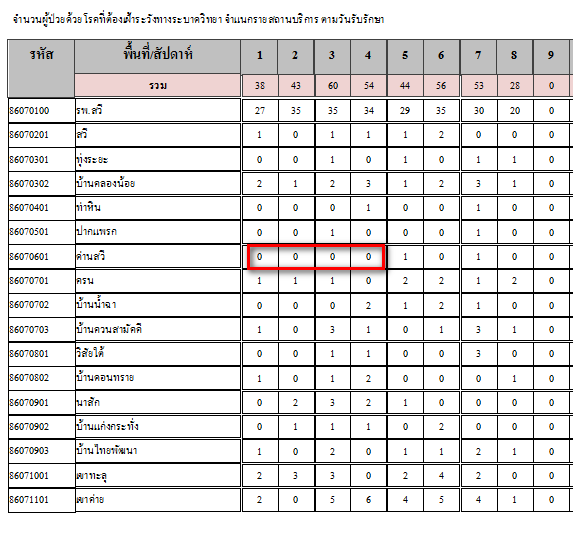 จำนวนผู้ป่วยด้วยโรคที่ต้องเฝ้าระวังทางระบาดวิทยา จำแนกรายสถานบริการ ตามวันรับรักษา
รหัส พื้นที่/สัปดาห์ 1 2 3 4 5 6 7 8 9
รวม 38 43 60 54 44 56 53 28 0
86070100 รพ.สวี 27 35 35 34 29 35 30 20 0
86070201 สวี 1 0 1 1 1 2 0 0 0
86070301 ทุ่งระยะ 0 0 1 0 1 0 1 1 0
86070302 บ้านคลองน้อย 2 1 2 3 1 2 3 1 0
86070401 ท่าหิน 0 0 0 1 0 0 1 0 0
86070501 ปากแพรก 0 0 1 0 0 0 1 0 0
86070601 ด่านสวี 0 0 0 0 1 0 1 0 0
86070701 ครน 1 1 1 0 2 2 1 2 0
86070702 บ้านน้ำฉา 0 0 0 2 1 2 1 0 0
86070703 บ้านควนสามัคคี 1 0 3 1 0 1 3 1 0
86070801 วิสัยใต้ 0 0 1 1 0 0 3 0 0
86070802 บ้านดอนทราย 1 0 1 2 0 0 0 1 0
86070901 นาสัก 0 2 3 2 1 0 0 0 0
86070902 บ้านแก่งกระทั่ง 0 1 1 1 0 2 0 0 0
86070903 บ้านไทยพัฒนา 1 0 2 0 1 1 2 1 0
86071001 เขาทะลุ 2 3 3 0 2 4 2 0 0
86071101 เขาค่าย 2 0 5 6 4 5 4 1 0